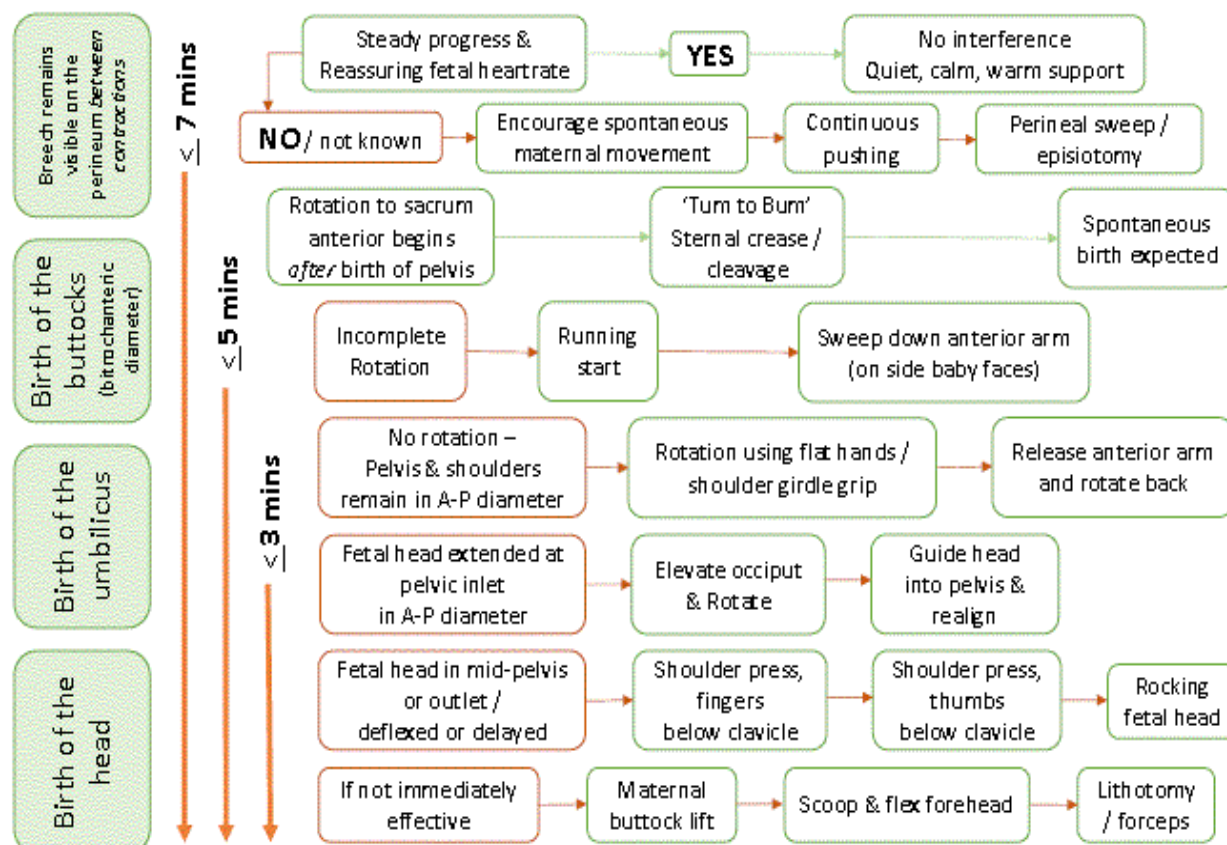 Breech remains
visible on the
perineum between
contractions
Birth of the
buttocks
(bitrochanteric
diameter)
Birth of the
umbilicus
Birth of the
head
≤ 7 mins
≤5 mins
≤3 mins
Steady progress &
Reassuring fetal heartrate
YES
No interference
Quiet, calm, warm support
NO / not known
Encourage spontaneous
maternal movement
Continuous
pushing
Perineal sweep /
episiotomy
Rotation to sacrum
anterior begins
after birth of pelvis
‘Turn to Bum’
Sternal crease /
cleavage
Spontaneous
birth expected
Incomplete
Rotation
Running
start
Sweep down anterior arm
(on side baby faces)
No rotation –
Pelvis & shoulders
remain in A-P diameter
Rotation using flat hands /
shoulder girdle grip
Release anterior arm
and rotate back
Fetal head extended at
pelvic inlet
in A-P diameter
Elevate occiput
& Rotate
Guide head
into pelvis &
realign
Fetal head in mid-pelvis
or outlet /
deflexed or delayed
Shoulder press,
fingers
below clavicle
Shoulder press,
thumbs
below clavicle
Rocking
fetal head
If not immediately
effective
Maternal
buttock lift
Scoop & flex forehead
Lithotomy
/ forceps